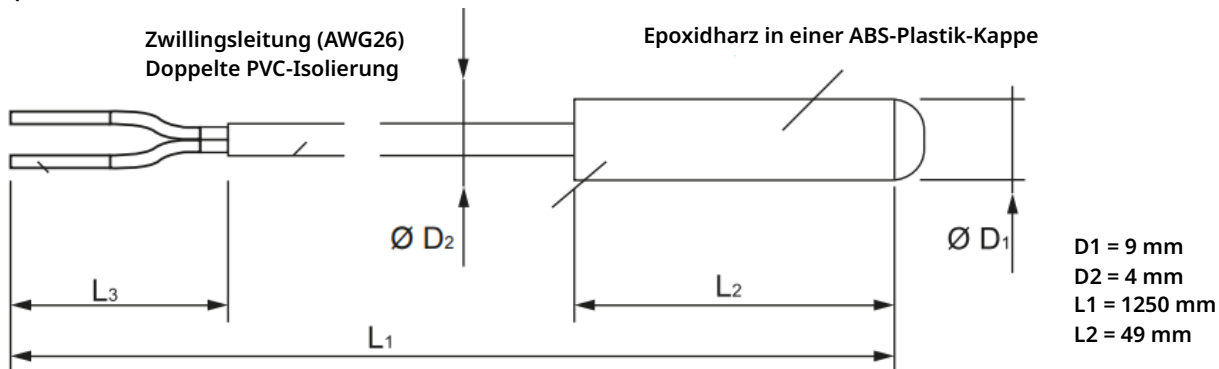 Zwillingsleitung (AWG26)
Doppelte PVC-Isolierung
Epoxidharz in einer ABS-Plastik-Kappe
Ø D2
Ø D1
L3
L2
L1
D1 = 9 mm
D2 = 4 mm
L1 = 1250 mm
L2 = 49 mm